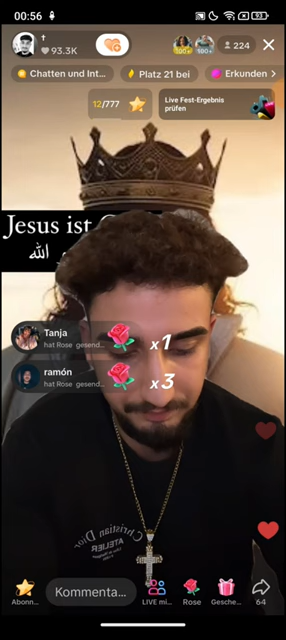 00:56
93
†
93.3K
100+
100+
224
Chatten und Int...
Platz 21 bei
Erkunden >
12/777
Live Fest-Ergebnis
prüfen
Jesus ist
الله
Tanja
hat Rose gesend...
x1
ramón
hat Rose gesend...
x3
Christian Dior
ATELIER
Abonn...
Kommenta...
LIVE mi...
Rose
Gesche...
64